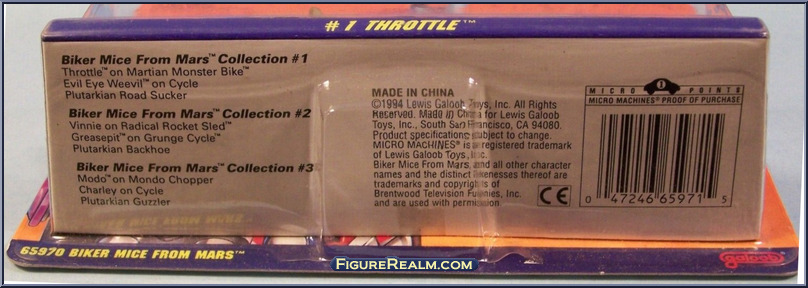 #1 THROTTLE™
Biker Mice From Mars™ Collection #1
Throttle™ on Martian Monster Bike™
Evil Eye Weevil™ on Cycle
Plutarkian Road Sucker
Biker Mice From Mars™ Collection #2
Vinnie on Radical Rocket Sled™
Greasepit™ on Grunge Cycle™
Plutarkian Backhoe
Biker Mice From Mars™ Collection #3
Modo™ on Mondo Chopper
Charley on Cycle
Plutarkian Guzzler
MADE IN CHINA
©1994 Lewis Galoob Toys, Inc. All Rights
Reserved. Made in China for Lewis Galoob
Toys, Inc., South San Francisco, CA 94080.
Product specifications subject to change.
MICRO MACHINES® is a registered trademark
of Lewis Galoob Toys, Inc.
Biker Mice From Mars, and all other character
names and the distinct likenesses thereof are
trademarks and copyrights of
Brentwood Television Funnies, Inc.
and are used with permission.
CE
MICRO 1 POINTS
MICRO MACHINES® PROOF OF PURCHASE
0 47246 65971 5
65970 BIKER MICE FROM MARS™
galoob
FIGUREREALM.COM